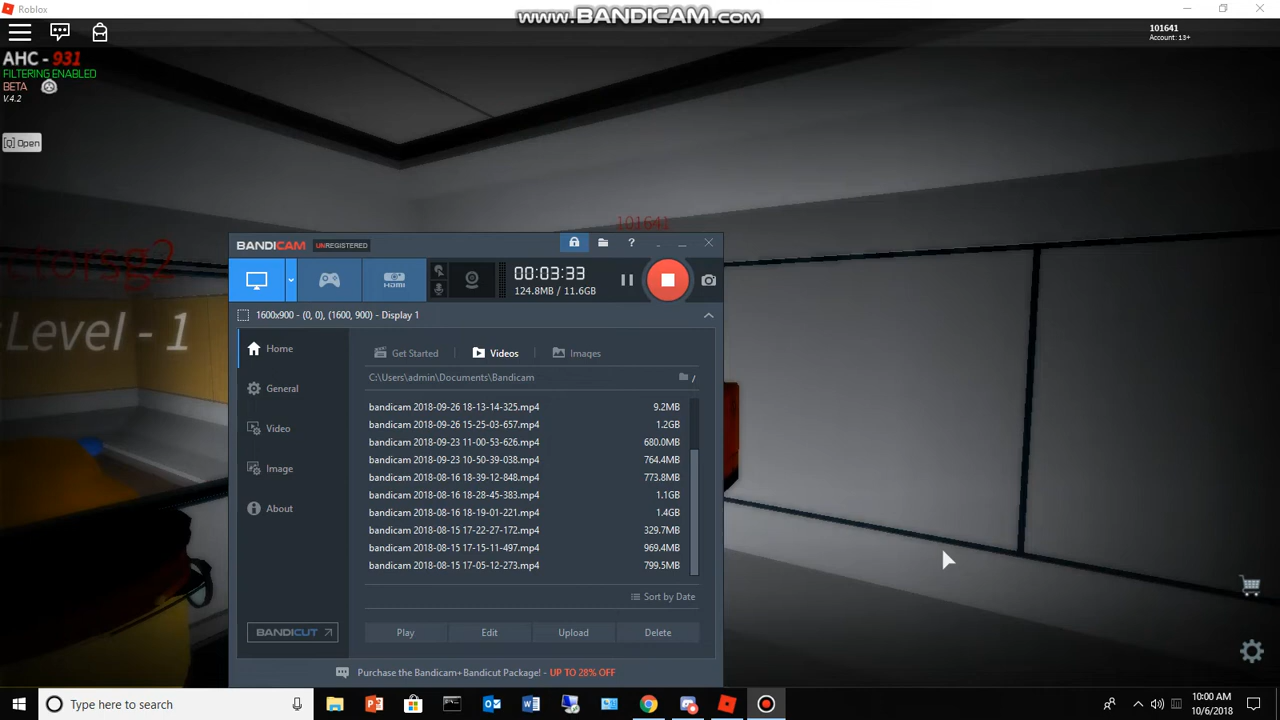 Roblox
www.BANDICAM.com
101641
Account: 13+
AHC - 931
FILTERING ENABLED
BETA
V.4.2
[Q] Open
101641
ctorsg2
Level - 1
BANDICAM UNREGISTERED
?
HDMI
00:03:33
124.8MB / 11.6GB
1600x900 - (0, 0), (1600, 900) - Display 1
Home
General
Video
Image
About
BANDICUT
Get Started
Videos
Images
C:\Users\admin\Documents\Bandicam
/
bandicam 2018-09-26 18-13-14-325.mp4 9.2MB
bandicam 2018-09-26 15-25-03-657.mp4 1.2GB
bandicam 2018-09-23 11-00-53-626.mp4 680.0MB
bandicam 2018-09-23 10-50-39-038.mp4 764.4MB
bandicam 2018-08-16 18-39-12-848.mp4 773.8MB
bandicam 2018-08-16 18-28-45-383.mp4 1.1GB
bandicam 2018-08-16 18-19-01-221.mp4 1.4GB
bandicam 2018-08-15 17-22-27-172.mp4 329.7MB
bandicam 2018-08-15 17-15-11-497.mp4 969.4MB
bandicam 2018-08-15 17-05-12-273.mp4 799.5MB
Sort by Date
Play Edit Upload Delete
Purchase the Bandicam+Bandicut Package! - UP TO 28% OFF
Type here to search
10:00 AM
10/6/2018